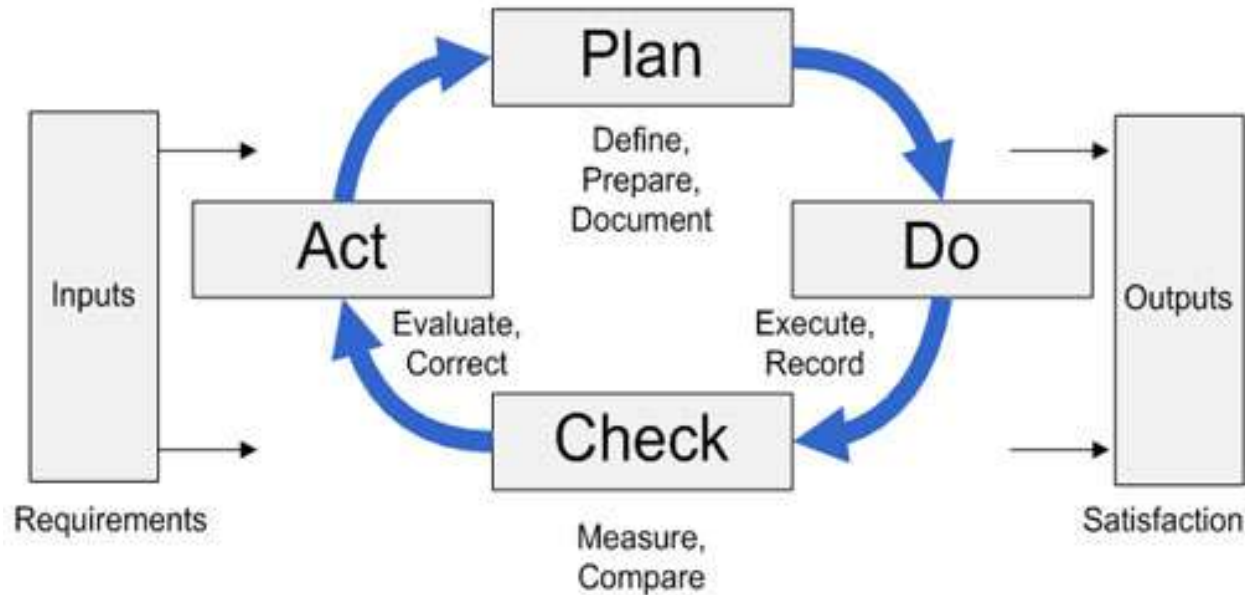 Plan
Define,
Prepare,
Document
Act
Do
Inputs
Outputs
Evaluate,
Correct
Execute,
Record
Check
Requirements
Satisfaction
Measure,
Compare